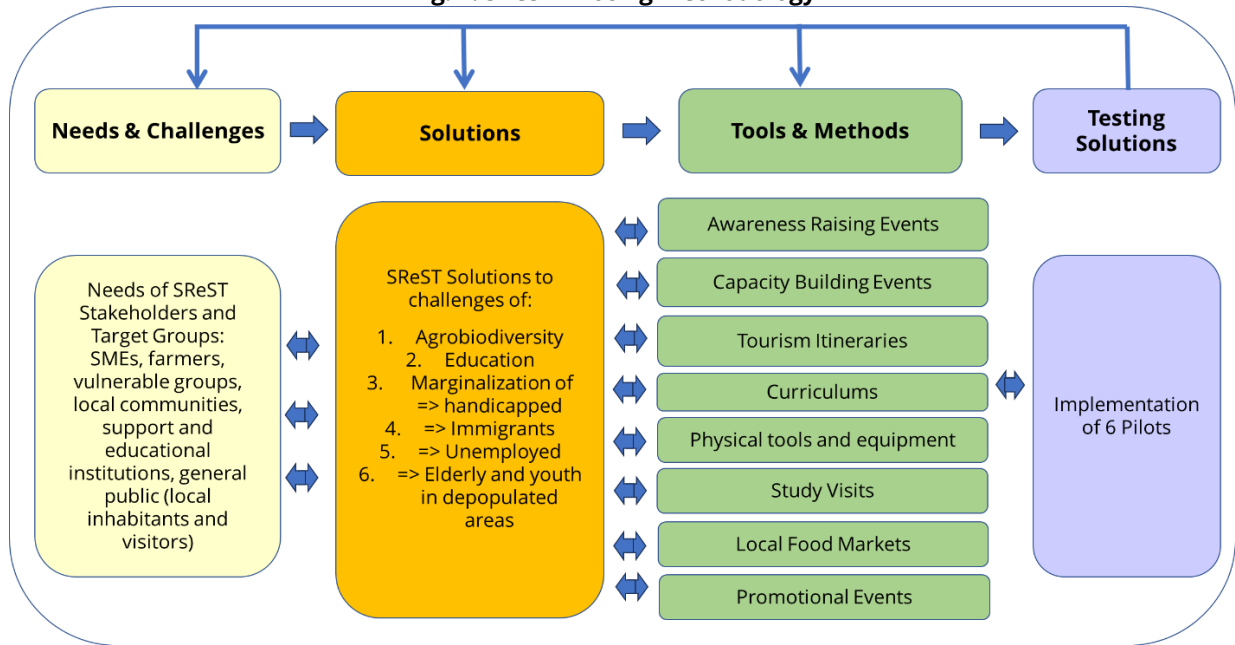 Needs & Challenges
Solutions
Tools & Methods
Testing
Solutions
Needs of SReST
Stakeholders and
Target Groups:
SMEs, farmers,
vulnerable groups,
local communities,
support and
educational
institutions, general
public (local
inhabitants and
visitors)
SReST Solutions to
challenges of:
1. Agrobiodiversity
2. Education
3. Marginalization of
=> handicapped
4. => Immigrants
5. => Unemployed
6. => Elderly and youth
in depopulated
areas
Awareness Raising Events
Capacity Building Events
Tourism Itineraries
Curriculums
Physical tools and equipment
Study Visits
Local Food Markets
Promotional Events
Implementation
of 6 Pilots